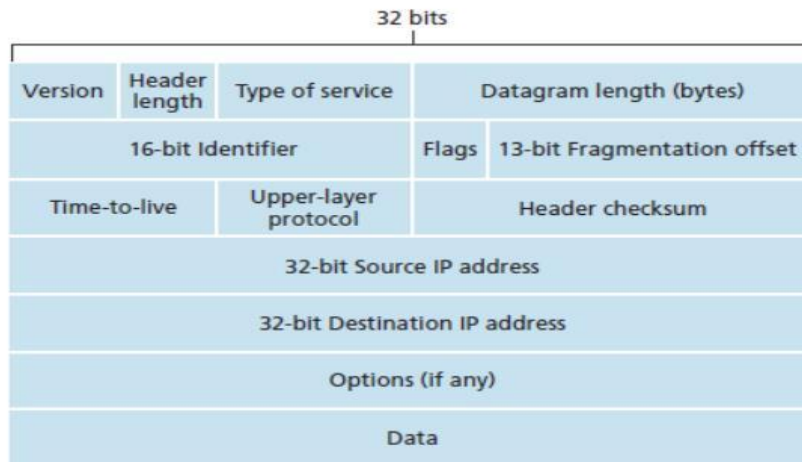 32 bits
Version Header length Type of service Datagram length (bytes)
16-bit Identifier Flags 13-bit Fragmentation offset
Time-to-live Upper-layer protocol Header checksum
32-bit Source IP address
32-bit Destination IP address
Options (if any)
Data